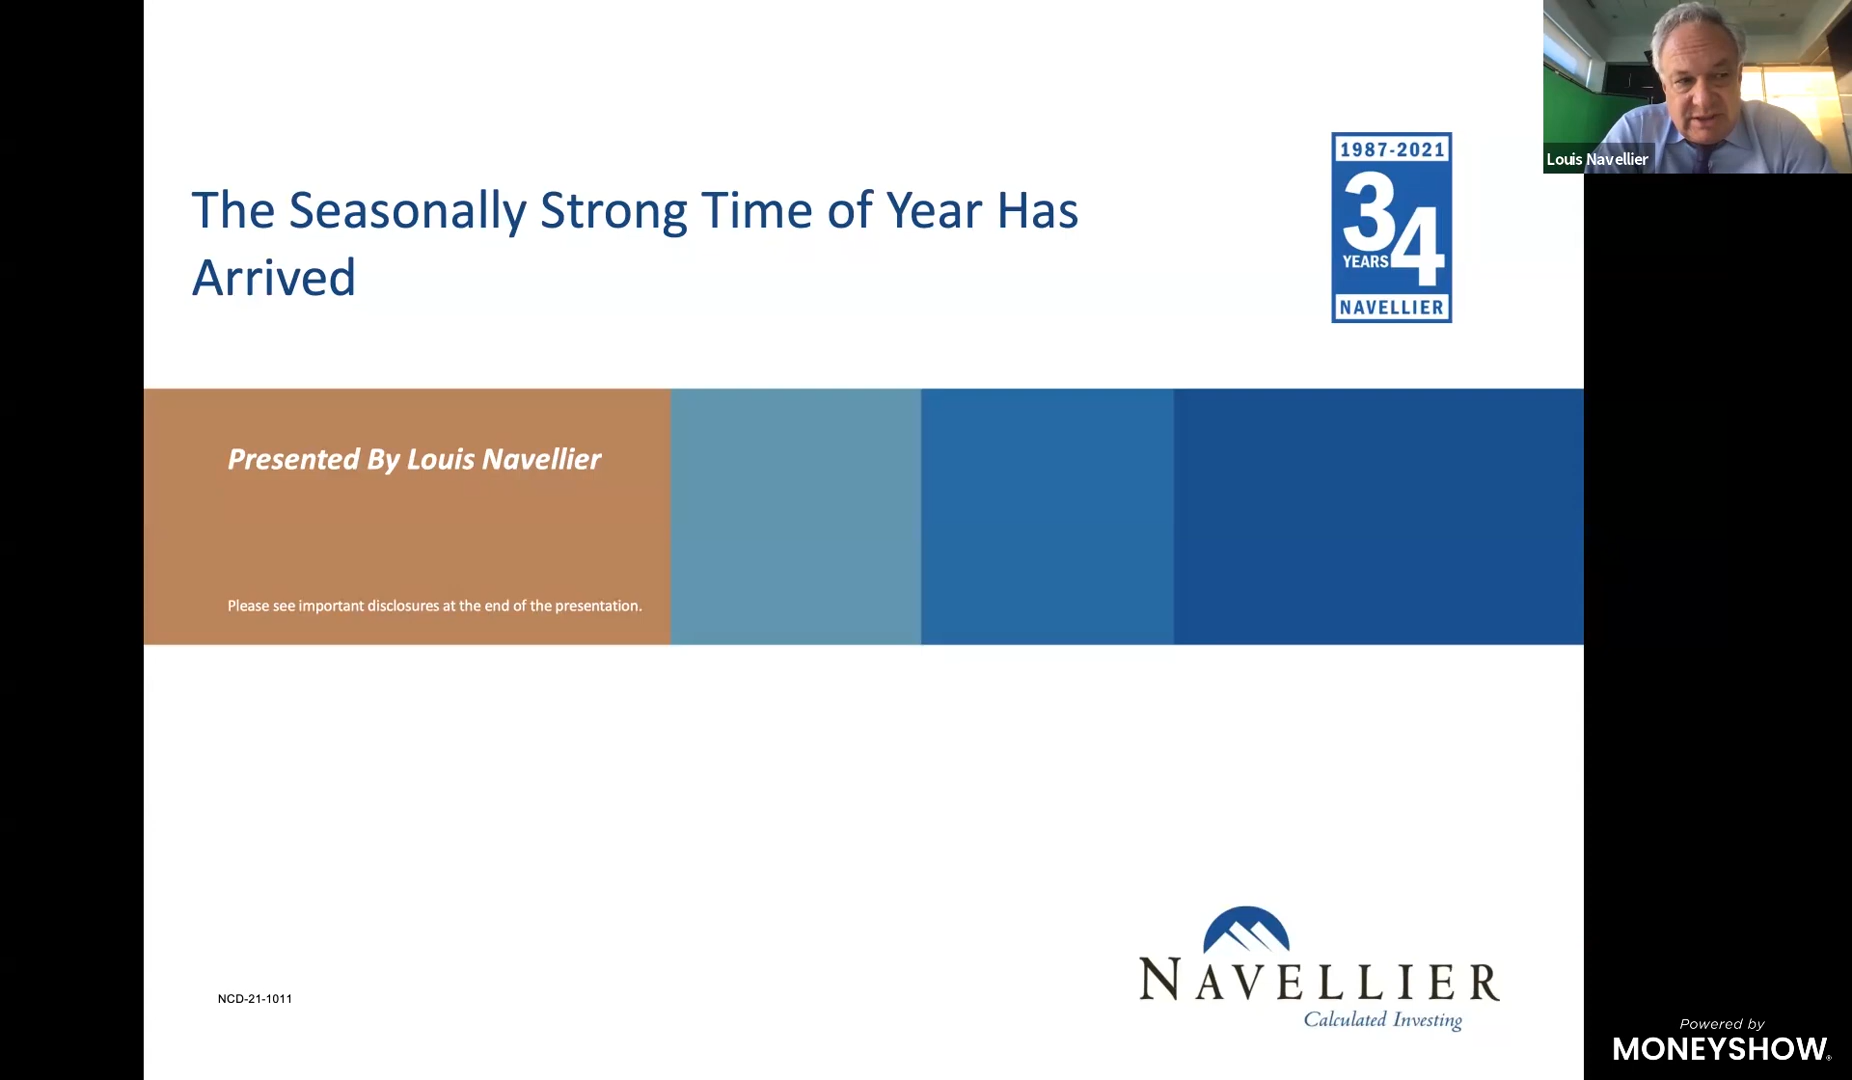 Louis Navellier
1987-2021
34
YEARS
NAVELLIER
The Seasonally Strong Time of Year Has
Arrived
Presented By Louis Navellier
Please see important disclosures at the end of the presentation.
NAVELLIER
Calculated Investing
NCD-21-1011
Powered by
MONEYSHOW®